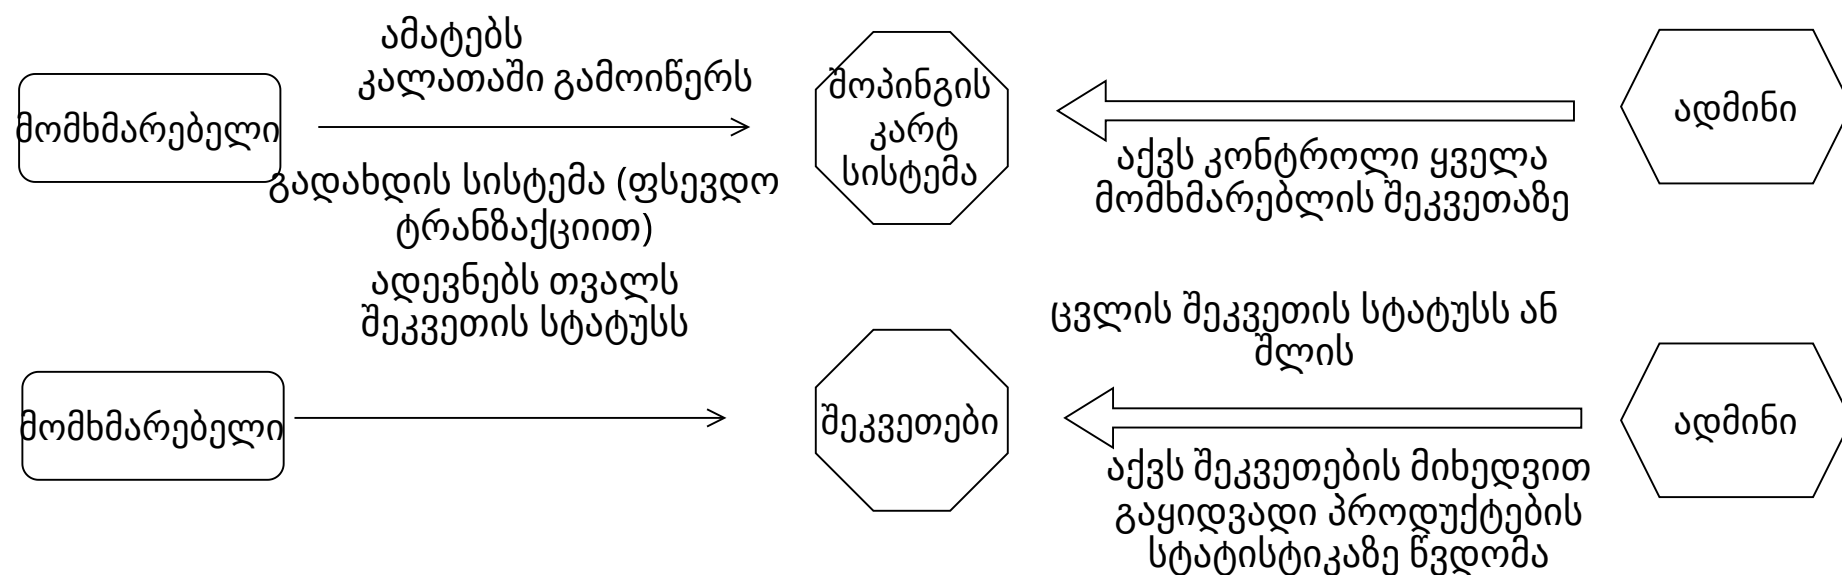 ამატებს
კალათაში გამოიწერს
მომხმარებელი
გადახდის სისტემა (ფსევდო
ტრანზაქციით)
შოპინგის
კარტ
სისტემა
აქვს კონტროლი ყველა
მომხმარებლის შეკვეთაზე
ადმინი
ადევნებს თვალს
შეკვეთის სტატუსს
მომხმარებელი
შეკვეთები
ცვლის შეკვეთის სტატუსს ან
შლის
აქვს შეკვეთების მიხედვით
გაყიდვადი პროდუქტების
სტატისტიკაზე წვდომა
ადმინი